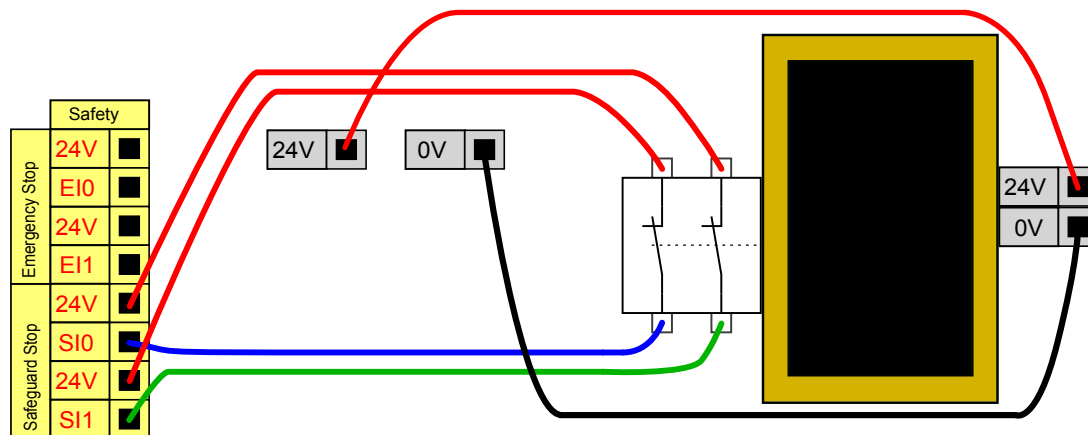 Safety
Emergency Stop
24V
EI0
24V
EI1
Safeguard Stop
24V
SI0
24V
SI1
24V
0V
24V
0V